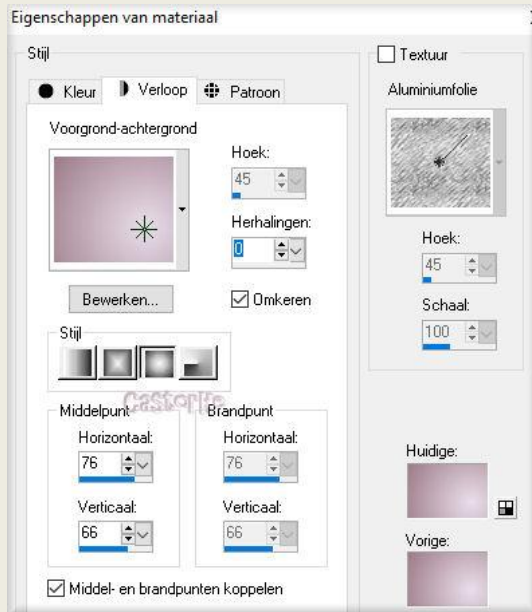 Eigenschappen van materiaal
Stijl
Kleur
Verloop
Patroon
Voorgrond-achtergrond
Hoek:
45
Herhalingen:
0
Bewerken...
Omkeren
Stijl
Castorke
Middelpunt
Horizontaal:
76
Verticaal:
66
Brandpunt
Horizontaal:
76
Verticaal:
66
Middel- en brandpunten koppelen
Textuur
Aluminiumfolie
Hoek:
45
Schaal:
100
Huidige:
Vorige: